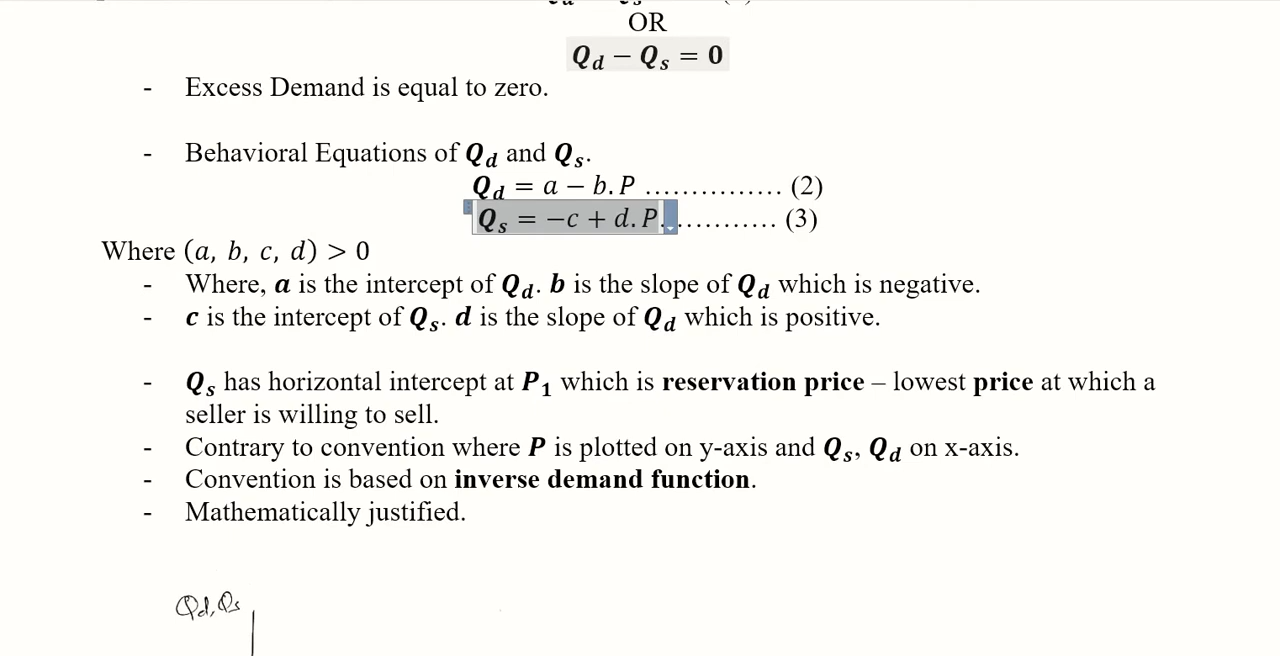 OR
Qd − Qs = 0
- Excess Demand is equal to zero.
- Behavioral Equations of Qd and Qs.
Qd = a − b. P ............... (2)
Qs = −c + d. P ............. (3)
Where (a, b, c, d) > 0
- Where, a is the intercept of Qd. b is the slope of Qd which is negative.
- c is the intercept of Qs. d is the slope of Qd which is positive.
- Qs has horizontal intercept at P1 which is reservation price – lowest price at which a
seller is willing to sell.
- Contrary to convention where P is plotted on y-axis and Qs, Qd on x-axis.
- Convention is based on inverse demand function.
- Mathematically justified.
Qd, Qs